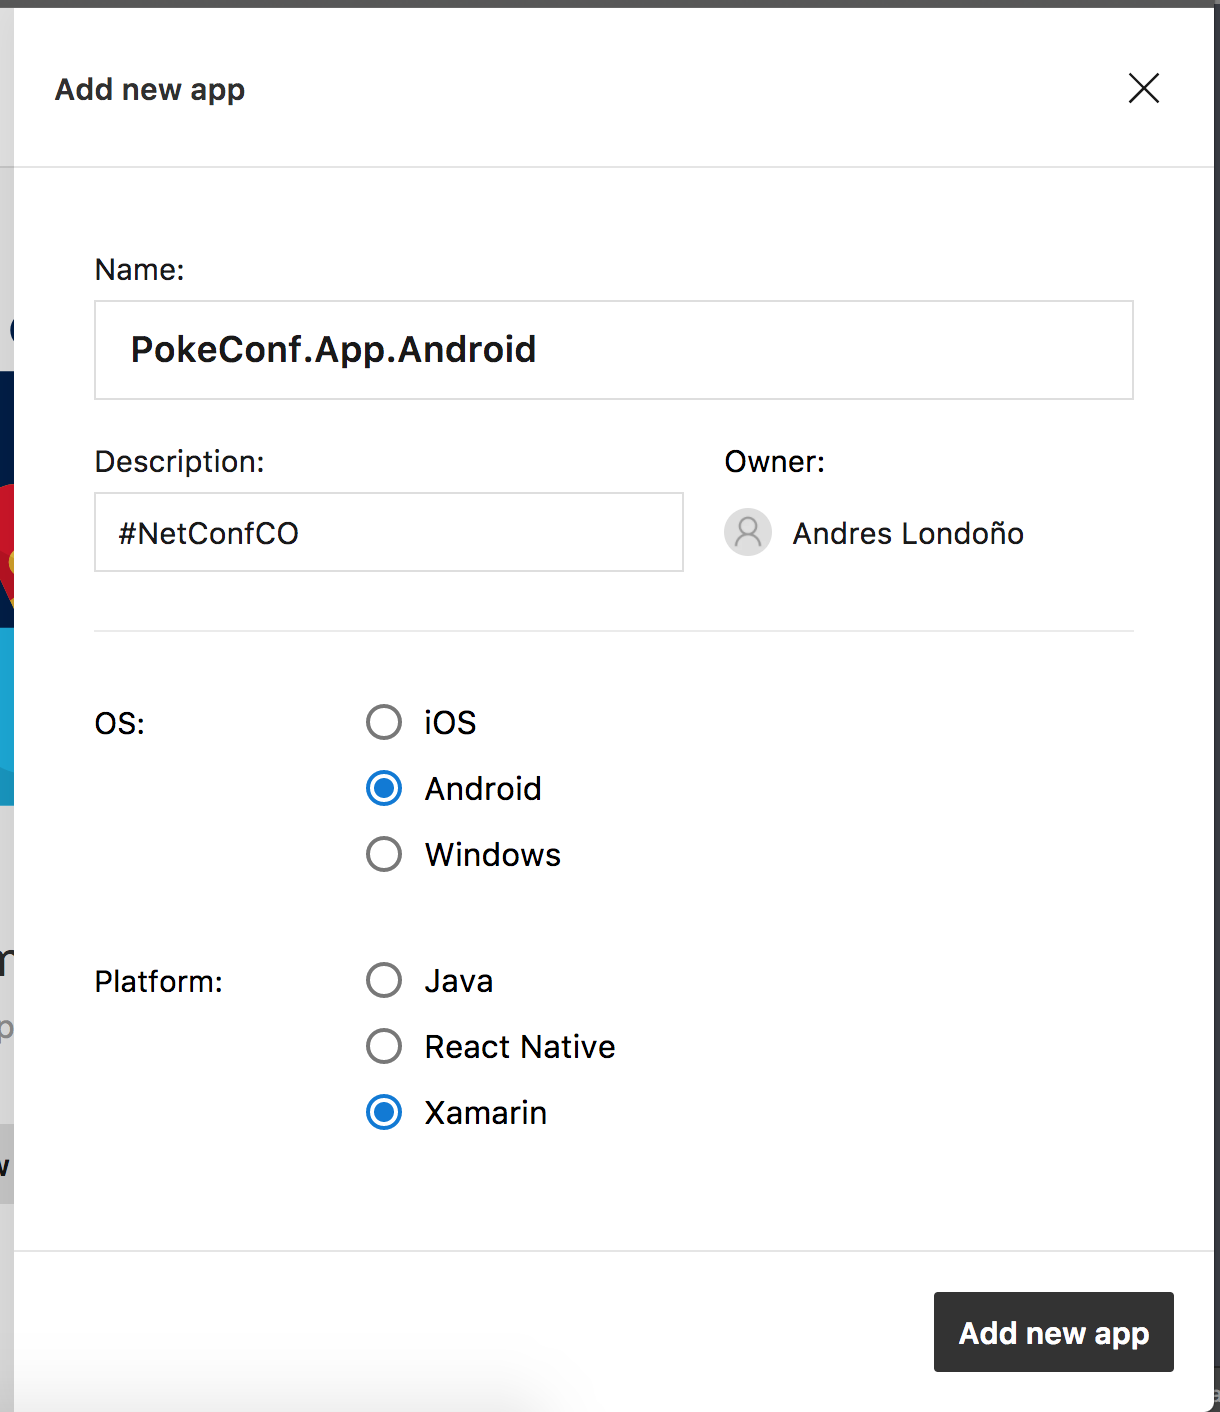 Add new app
Name:
PokeConf.App.Android
Description:
Owner:
#NetConfCO
Andres Londoño
OS:
iOS
Android
Windows
Platform:
Java
React Native
Xamarin
Add new app